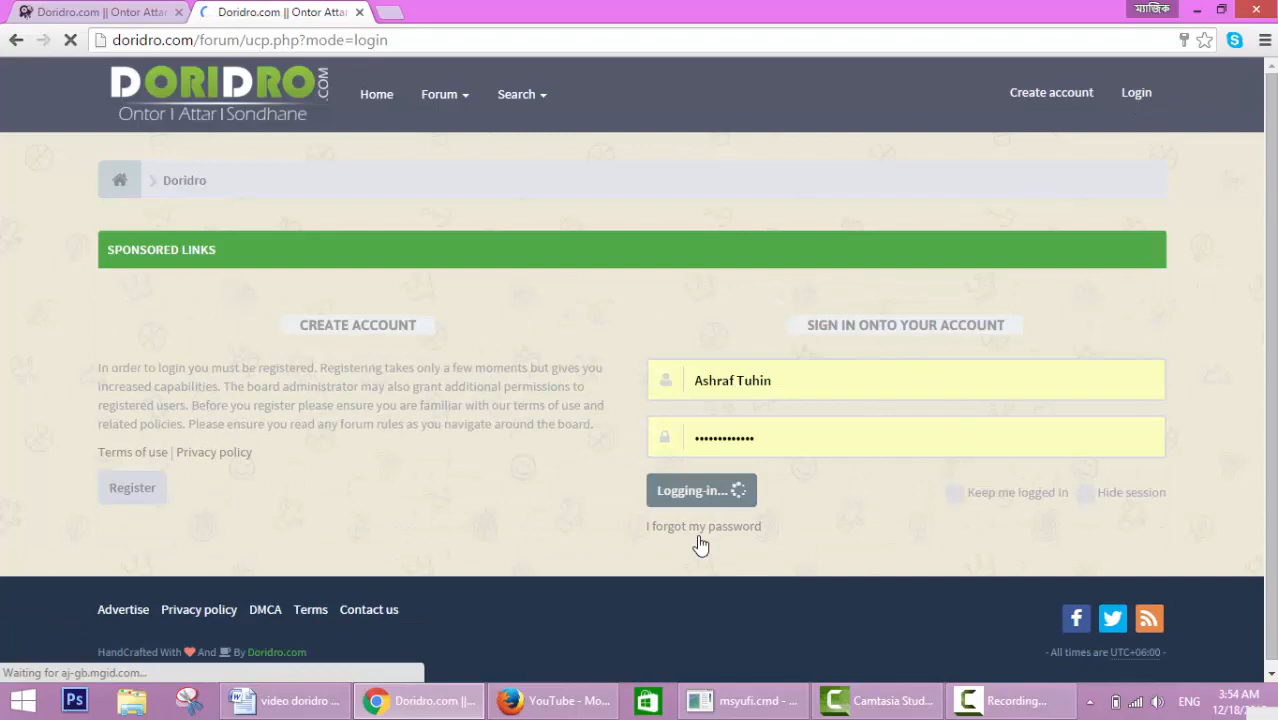 Doridro.com || Ontor Attar
Doridro.com || Ontor Attar
ম্যাজিক
doridro.com/forum/ucp.php?mode=login
DORIDRO.COM
Ontor | Attar | Sondhane
Home
Forum
Search
Create account
Login
Doridro
SPONSORED LINKS
CREATE ACCOUNT
In order to login you must be registered. Registering takes only a few moments but gives you
increased capabilities. The board administrator may also grant additional permissions to
registered users. Before you register please ensure you are familiar with our terms of use and
related policies. Please ensure you read any forum rules as you navigate around the board.
Terms of use | Privacy policy
Register
SIGN IN ONTO YOUR ACCOUNT
Ashraf Tuhin
•••••••••••••
Logging-in...
Keep me logged in
Hide session
I forgot my password
Advertise Privacy policy DMCA Terms Contact us
HandCrafted With And By Doridro.com
- All times are UTC+06:00 -
Waiting for aj-gb.mgid.com...
Ps
video doridro ...
Doridro.com ||...
YouTube - Mo...
msyufi.cmd - ...
Camtasia Stud...
Recording...
ENG
3:54 AM